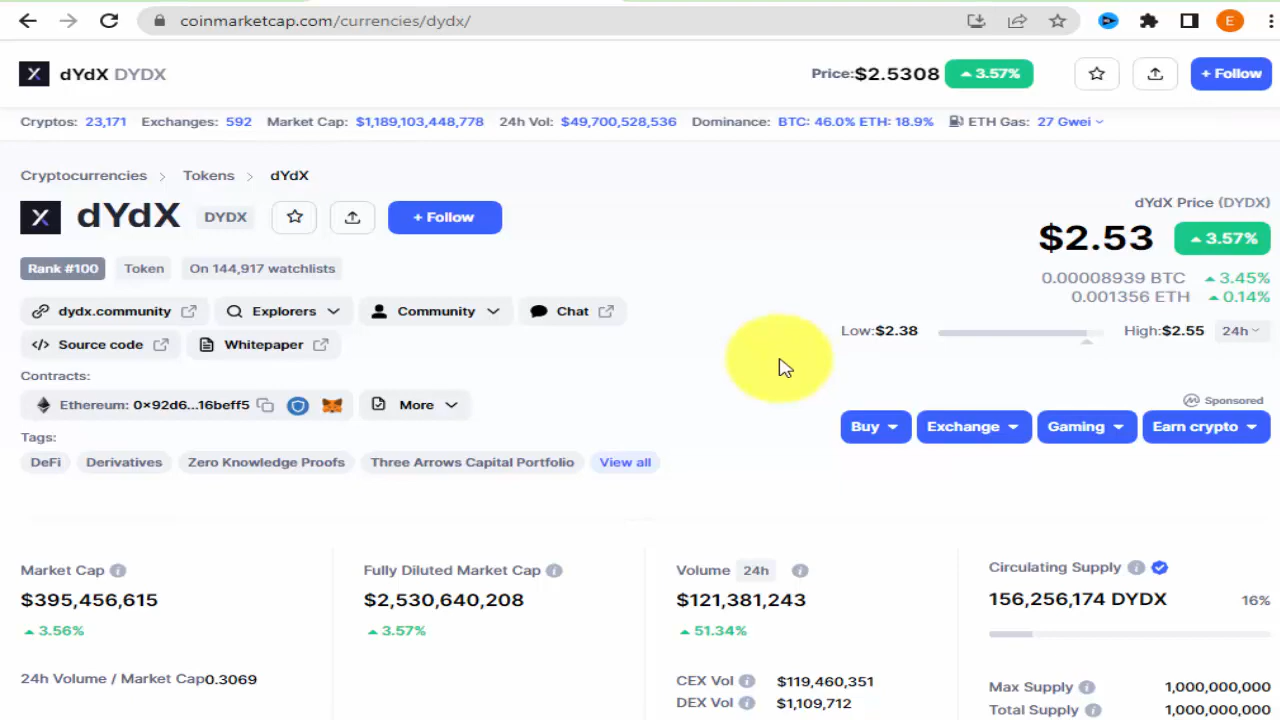 coinmarketcap.com/currencies/dydx/
E
dYdX DYDX
Price:$2.5308 3.57%
+ Follow
Cryptos: 23,171 Exchanges: 592 Market Cap: $1,189,103,448,778 24h Vol: $49,700,528,536 Dominance: BTC: 46.0% ETH: 18.9% ETH Gas: 27 Gwei
Cryptocurrencies > Tokens > dYdX
dYdX DYDX + Follow
dYdX Price (DYDX)
$2.53 3.57%
Rank #100 Token On 144,917 watchlists
0.00008939 BTC 3.45%
0.001356 ETH 0.14%
dydx.community Explorers Community Chat
Low:$2.38 High:$2.55 24h
Source code Whitepaper
Contracts:
Ethereum: 0x92d6...16beff5 More
Sponsored
Buy Exchange Gaming Earn crypto
Tags:
DeFi Derivatives Zero Knowledge Proofs Three Arrows Capital Portfolio View all
Market Cap Fully Diluted Market Cap Volume 24h Circulating Supply
$395,456,615 $2,530,640,208 $121,381,243 156,256,174 DYDX 16%
3.56% 3.57% 51.34%
24h Volume / Market Cap0.3069
CEX Vol $119,460,351
DEX Vol $1,109,712
Max Supply 1,000,000,000
Total Supply 1,000,000,000